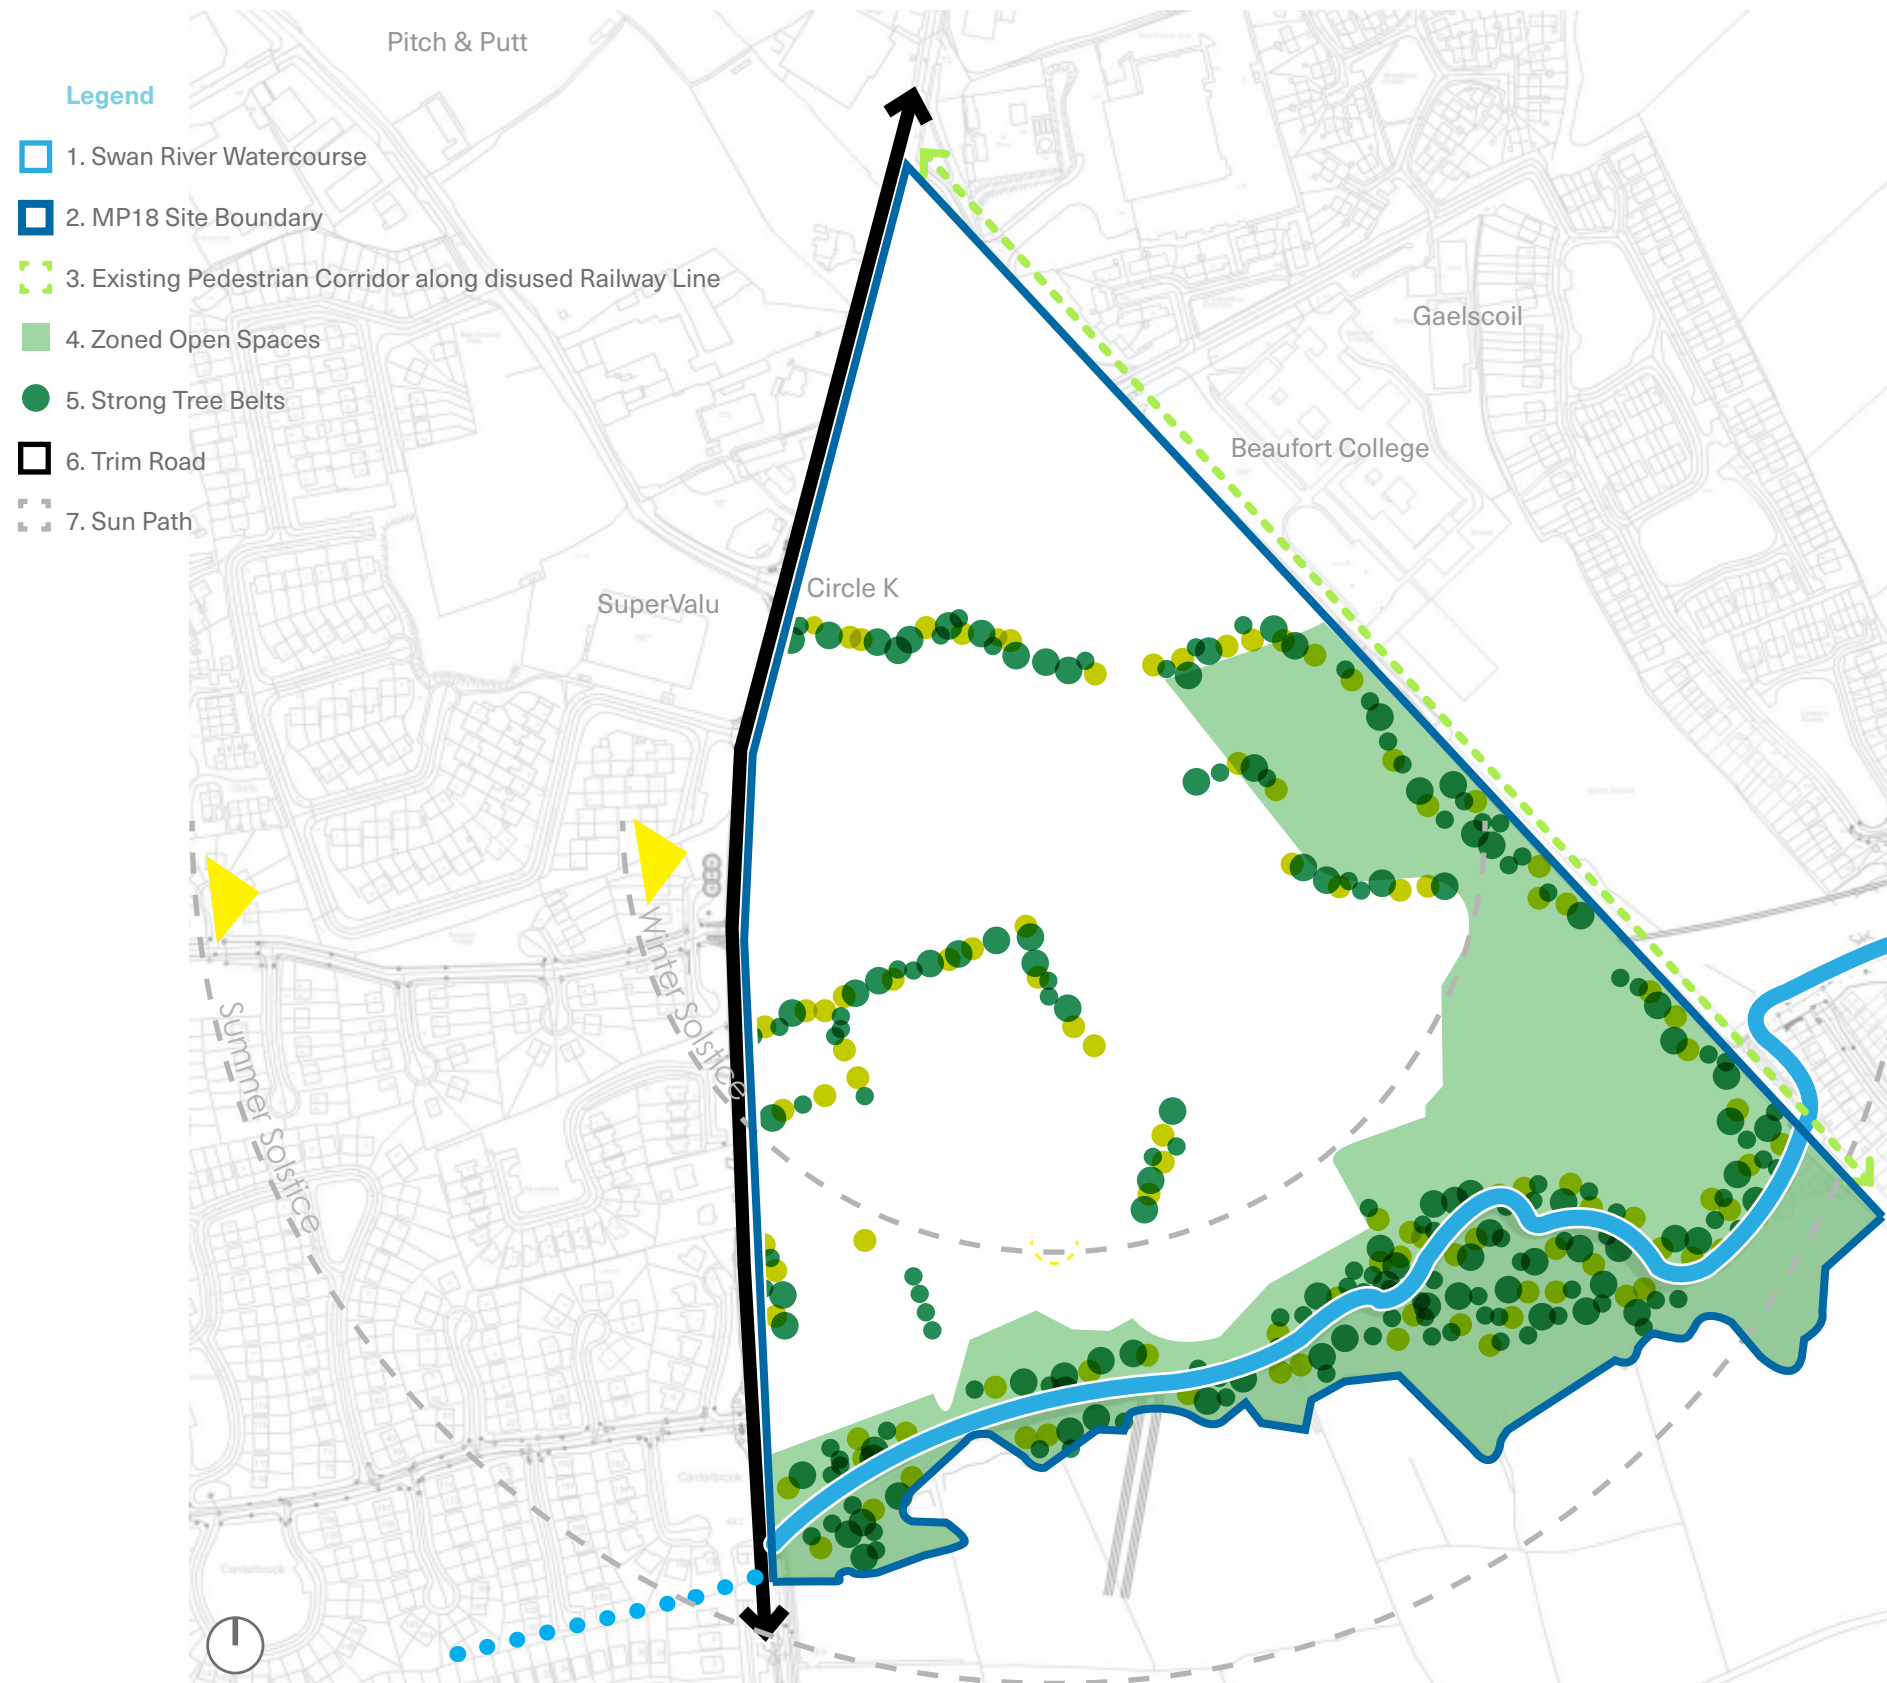 Pitch & Putt
Legend
1. Swan River Watercourse
2. MP18 Site Boundary
3. Existing Pedestrian Corridor along disused Railway Line
4. Zoned Open Spaces
5. Strong Tree Belts
6. Trim Road
7. Sun Path
Gaelscoil
Beaufort College
Circle K
SuperValu
Winter Solstice
Summer Solstice
Canterbrook
Canterbrook